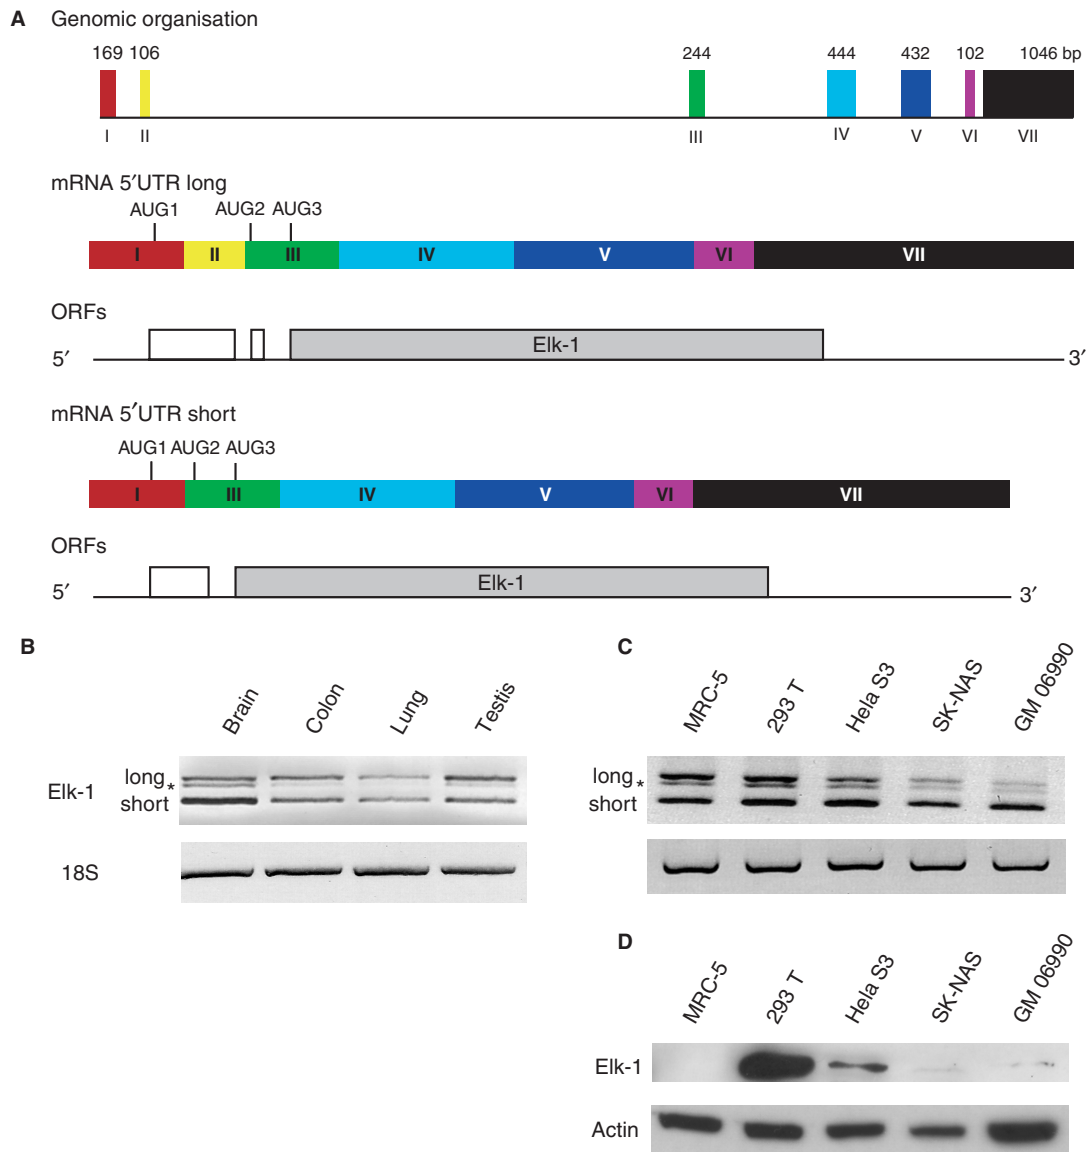 A Genomic organisation
169 106 244 444 432 102 1046 bp
I II III IV V VI VII
mRNA 5′UTR long
AUG1 AUG2 AUG3
I II III IV V VI VII
ORFs
Elk-1
5′ 3′
mRNA 5′UTR short
AUG1 AUG2 AUG3
I III IV V VI VII
ORFs
Elk-1
5′ 3′
B
Brain Colon Lung Testis
Elk-1 long
*
short
18S
C
MRC-5 293 T Hela S3 SK-NAS GM 06990
long
*
short
D
MRC-5 293 T Hela S3 SK-NAS GM 06990
Elk-1
Actin